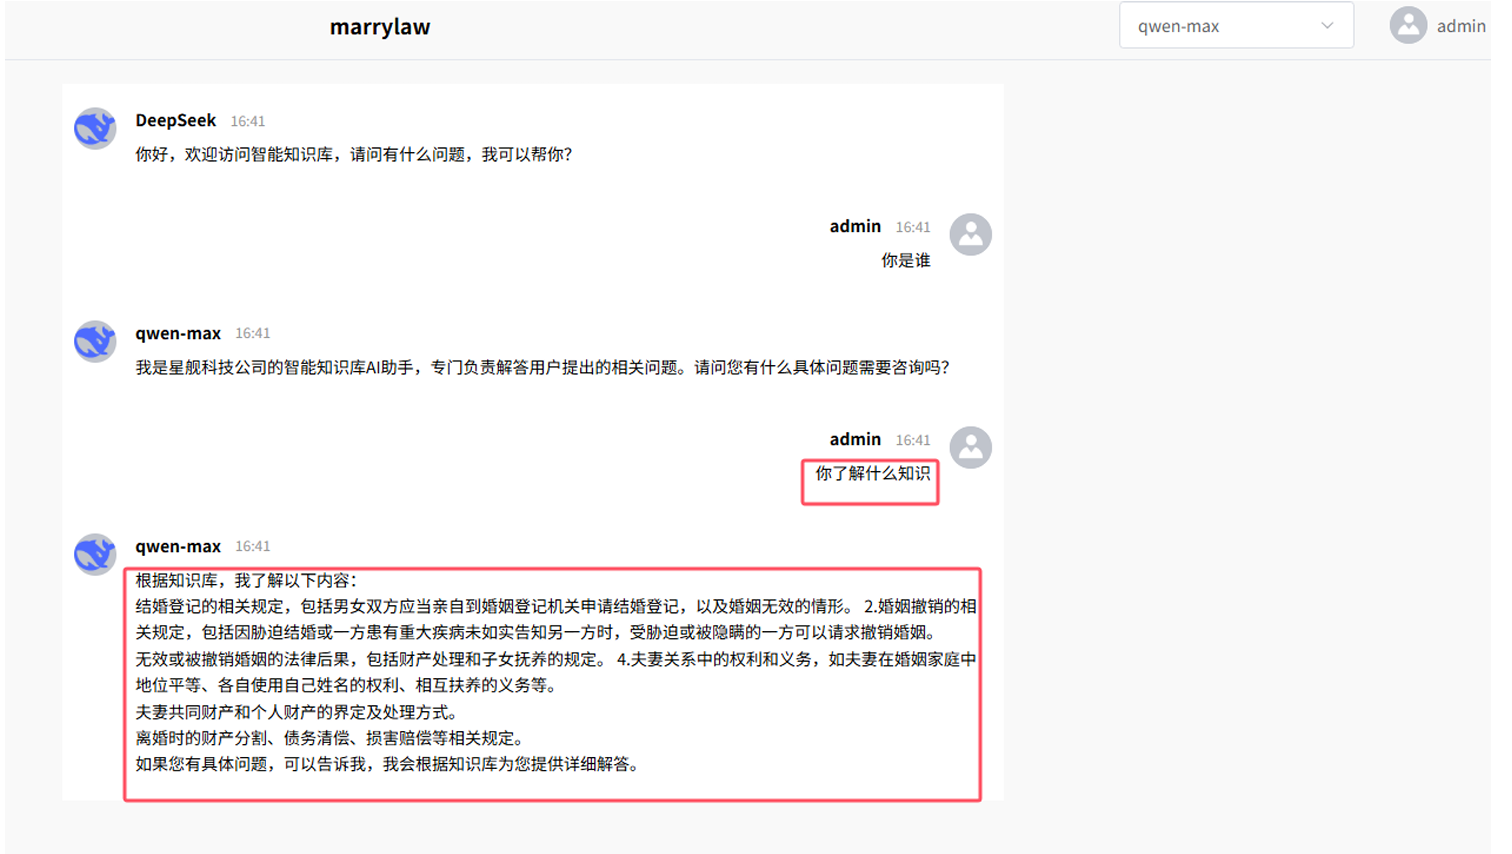 marrylaw
qwen-max
admin
DeepSeek 16:41
你好，欢迎访问智能知识库，请问有什么问题，我可以帮你？
admin 16:41
你是谁
qwen-max 16:41
我是星舰科技公司的智能知识库AI助手，专门负责解答用户提出的相关问题。请问您有什么具体问题需要咨询吗？
admin 16:41
你了解什么知识
qwen-max 16:41
根据知识库，我了解以下内容：
结婚登记的相关规定，包括男女双方应当亲自到婚姻登记机关申请结婚登记，以及婚姻无效的情形。 2.婚姻撤销的相
关规定，包括因胁迫结婚或一方患有重大疾病未如实告知另一方时，受胁迫或被隐瞒的一方可以请求撤销婚姻。
无效或被撤销婚姻的法律后果，包括财产处理和子女抚养的规定。 4.夫妻关系中的权利和义务，如夫妻在婚姻家庭中
地位平等、各自使用自己姓名的权利、相互扶养的义务等。
夫妻共同财产和个人财产的界定及处理方式。
离婚时的财产分割、债务清偿、损害赔偿等相关规定。
如果您有具体问题，可以告诉我，我会根据知识库为您提供详细解答。